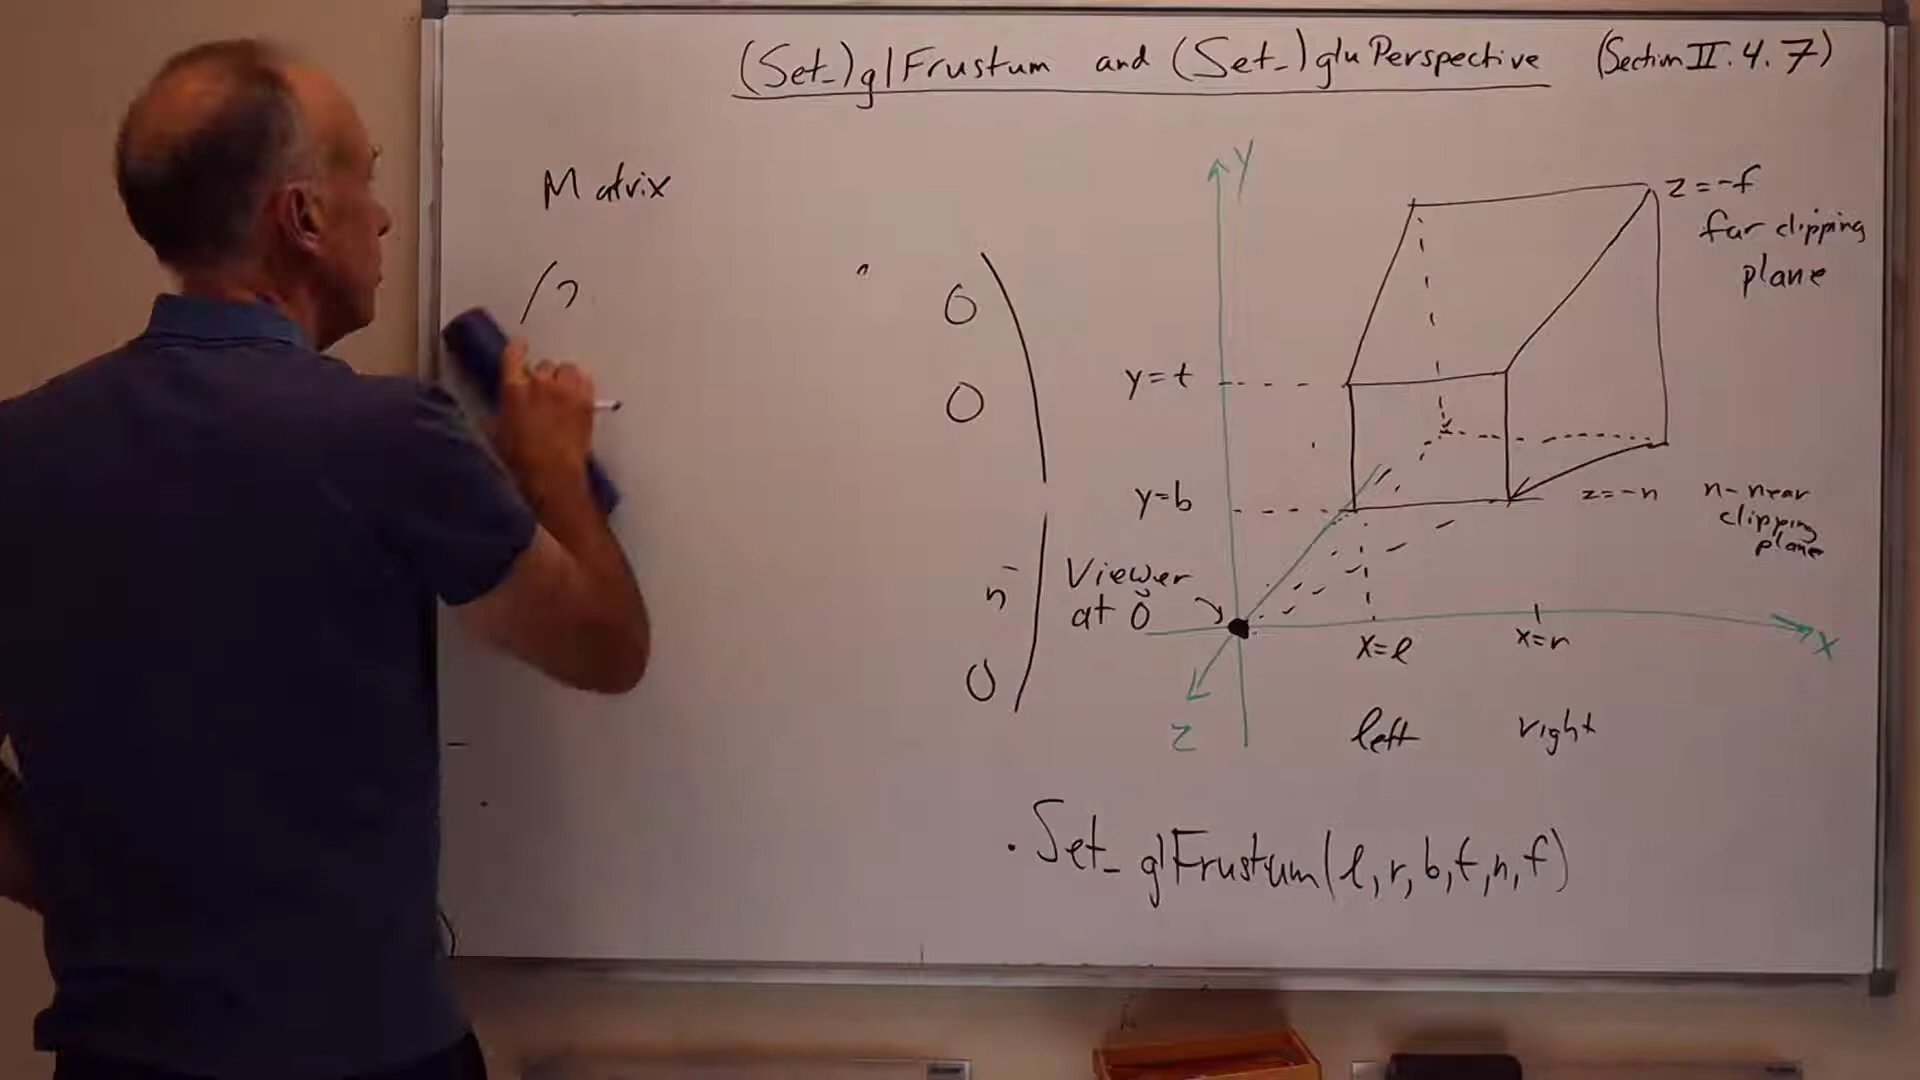 (Set_)glFrustum and (Set_)gluPerspective (Section II.4.7)
Matrix
0
0
n
0
y
z=-f
far clipping
plane
y=t
y=b
z=-n
n-near
clipping
plane
Viewer
at 0
x=l
x=r
x
z
left
right
· Set_glFrustum(l,r,b,t,n,f)